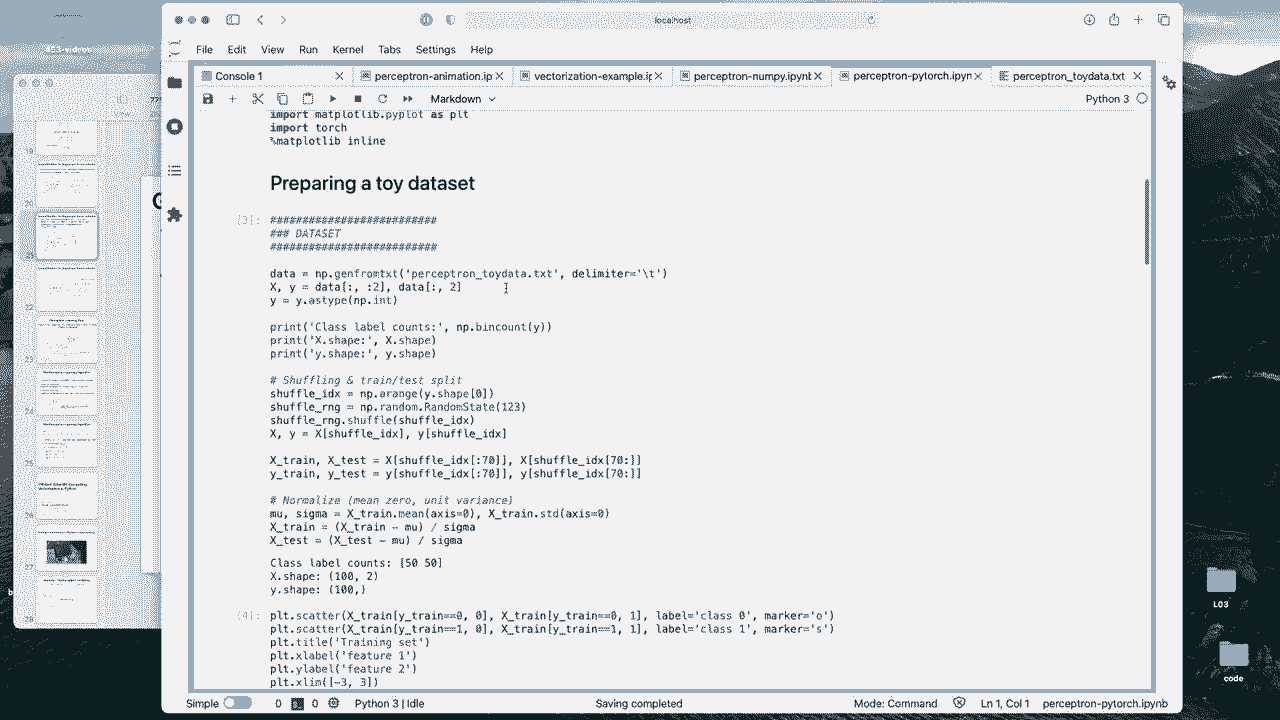 453-videos
localhost
File Edit View Run Kernel Tabs Settings Help
Console 1 perceptron-animation.ip vectorization-example.ip perceptron-numpy.ipynb perceptron-pytorch.ipyn perceptron_toydata.txt
Markdown Python 3
import matplotlib.pyplot as plt
import torch
%matplotlib inline
Preparing a toy dataset
[3]: ##########################
### DATASET
##########################
data = np.genfromtxt('perceptron_toydata.txt', delimiter='\t')
X, y = data[:, :2], data[:, 2]
y = y.astype(np.int)
print('Class label counts:', np.bincount(y))
print('X.shape:', X.shape)
print('y.shape:', y.shape)
# Shuffling & train/test split
shuffle_idx = np.arange(y.shape[0])
shuffle_rng = np.random.RandomState(123)
shuffle_rng.shuffle(shuffle_idx)
X, y = X[shuffle_idx], y[shuffle_idx]
X_train, X_test = X[shuffle_idx[:70]], X[shuffle_idx[70:]]
y_train, y_test = y[shuffle_idx[:70]], y[shuffle_idx[70:]]
# Normalize (mean zero, unit variance)
mu, sigma = X_train.mean(axis=0), X_train.std(axis=0)
X_train = (X_train - mu) / sigma
X_test = (X_test - mu) / sigma
Class label counts: [50 50]
X.shape: (100, 2)
y.shape: (100,)
[4]: plt.scatter(X_train[y_train==0, 0], X_train[y_train==0, 1], label='class 0', marker='o')
plt.scatter(X_train[y_train==1, 0], X_train[y_train==1, 1], label='class 1', marker='s')
plt.title('Training set')
plt.xlabel('feature 1')
plt.ylabel('feature 2')
plt.xlim([-3, 3])
L03
code
Simple 0 0 Python 3 | Idle Saving completed Mode: Command Ln 1, Col 1 perceptron-pytorch.ipynb